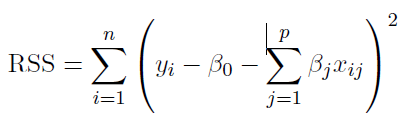 RSS = \sum_{i=1}^{n} \left( y_i - \beta_0 - \sum_{j=1}^{p} \beta_j x_{ij} \right)^2